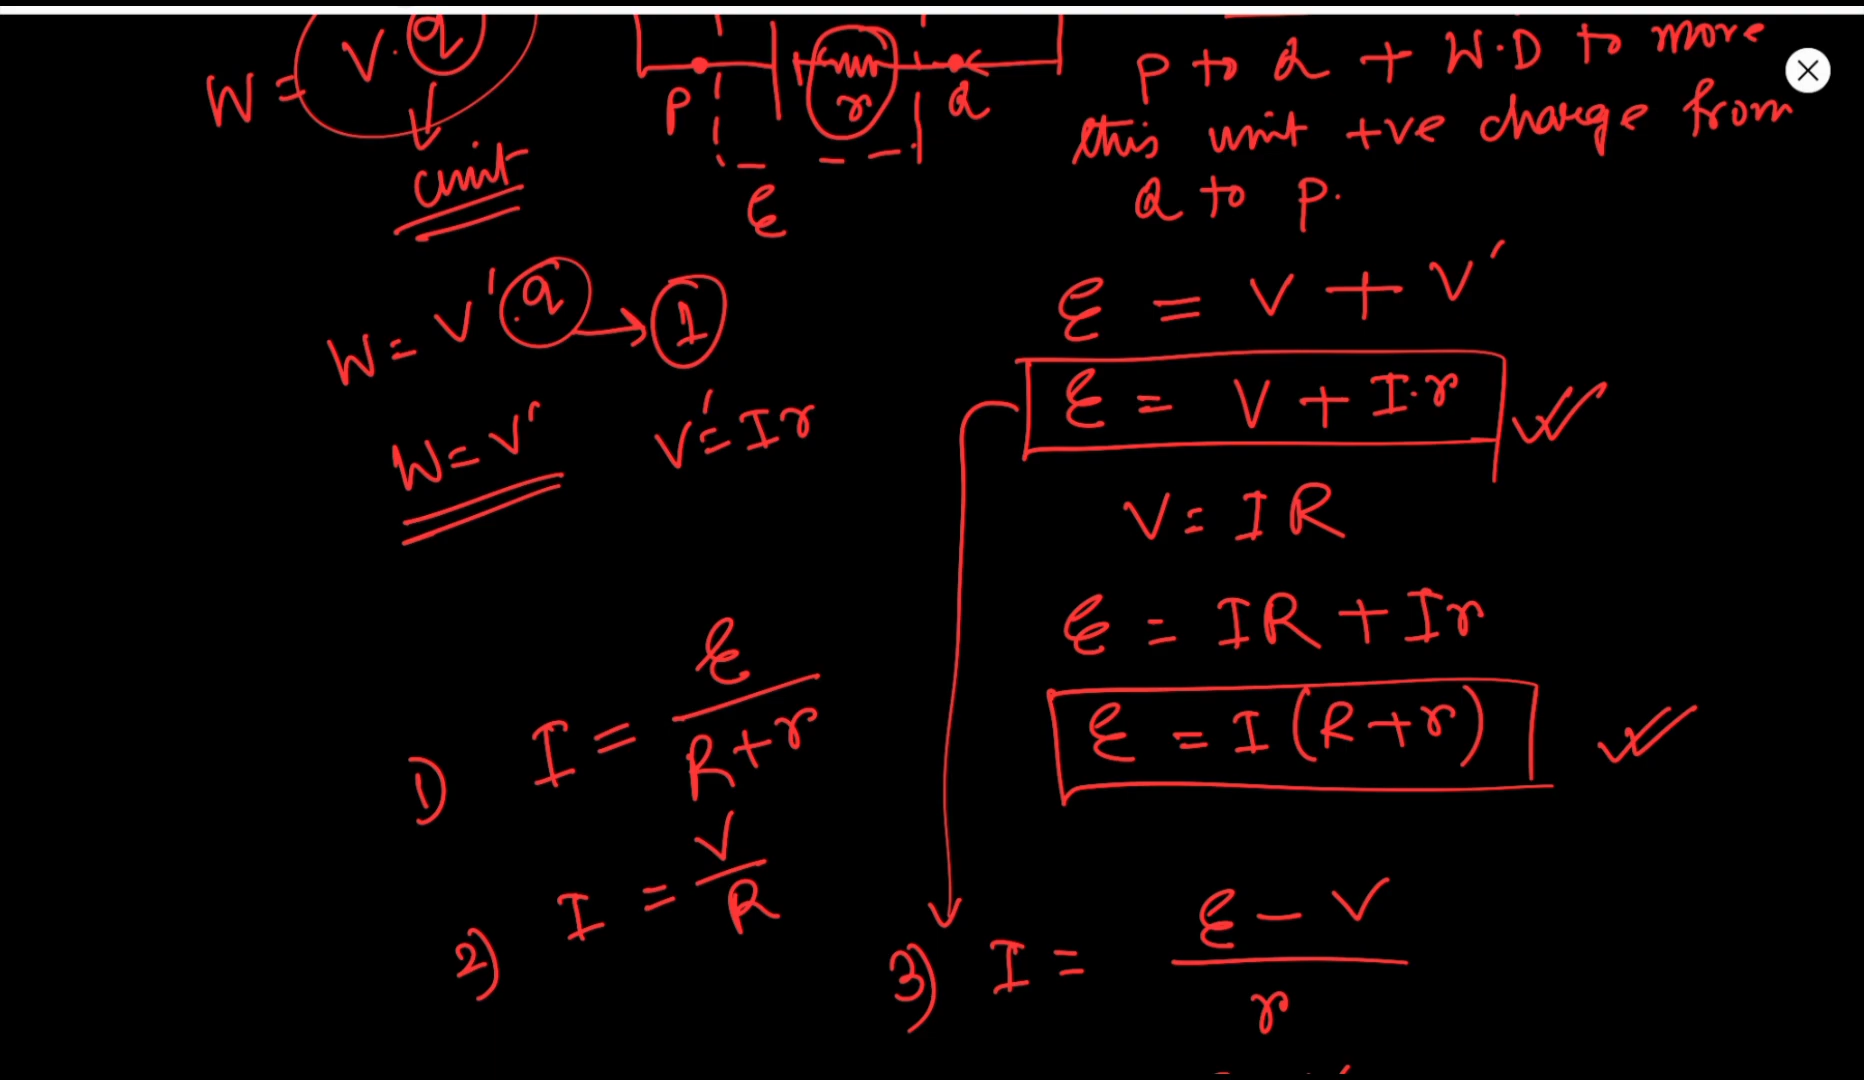 W = V.q
unit
P r Q
ε
P to Q + W.D to move
this unit +ve charge from
Q to P.
W = V'.q → 1
W = V' V' = Ir
ε = V + V'
ε = V + I.r
V = IR
ε = IR + Ir
ε = I(R+r)
1) I = ε/(R+r)
2) I = V/R
3) I = (ε - V)/r